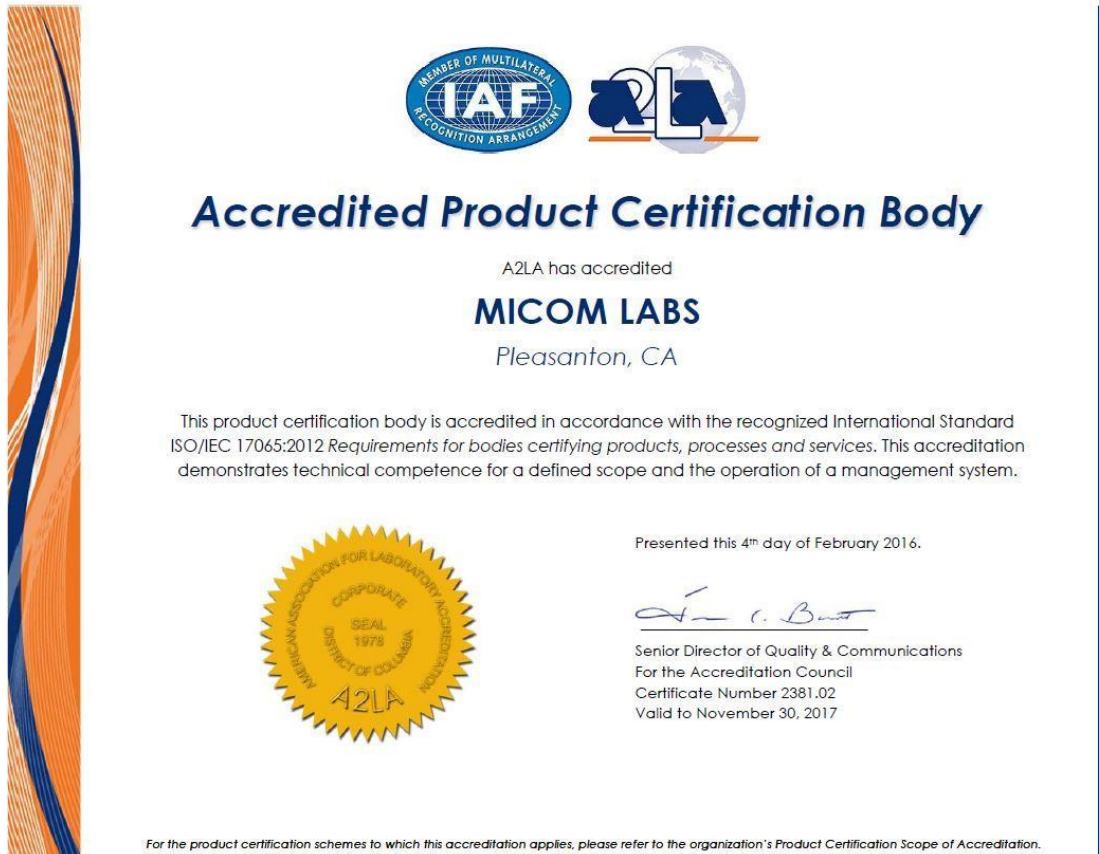 MEMBER OF MULTILATERAL
IAF
RECOGNITION ARRANGEMENT
A2LA
Accredited Product Certification Body
A2LA has accredited
MICOM LABS
Pleasanton, CA
This product certification body is accredited in accordance with the recognized International Standard
ISO/IEC 17065:2012 Requirements for bodies certifying products, processes and services. This accreditation
demonstrates technical competence for a defined scope and the operation of a management system.
AMERICAN ASSOCIATION FOR LABORATORY ACCREDITATION
CORPORATE
SEAL
1978
DISTRICT OF COLUMBIA
A2LA
Presented this 4th day of February 2016.
Senior Director of Quality & Communications
For the Accreditation Council
Certificate Number 2381.02
Valid to November 30, 2017
For the product certification schemes to which this accreditation applies, please refer to the organization's Product Certification Scope of Accreditation.